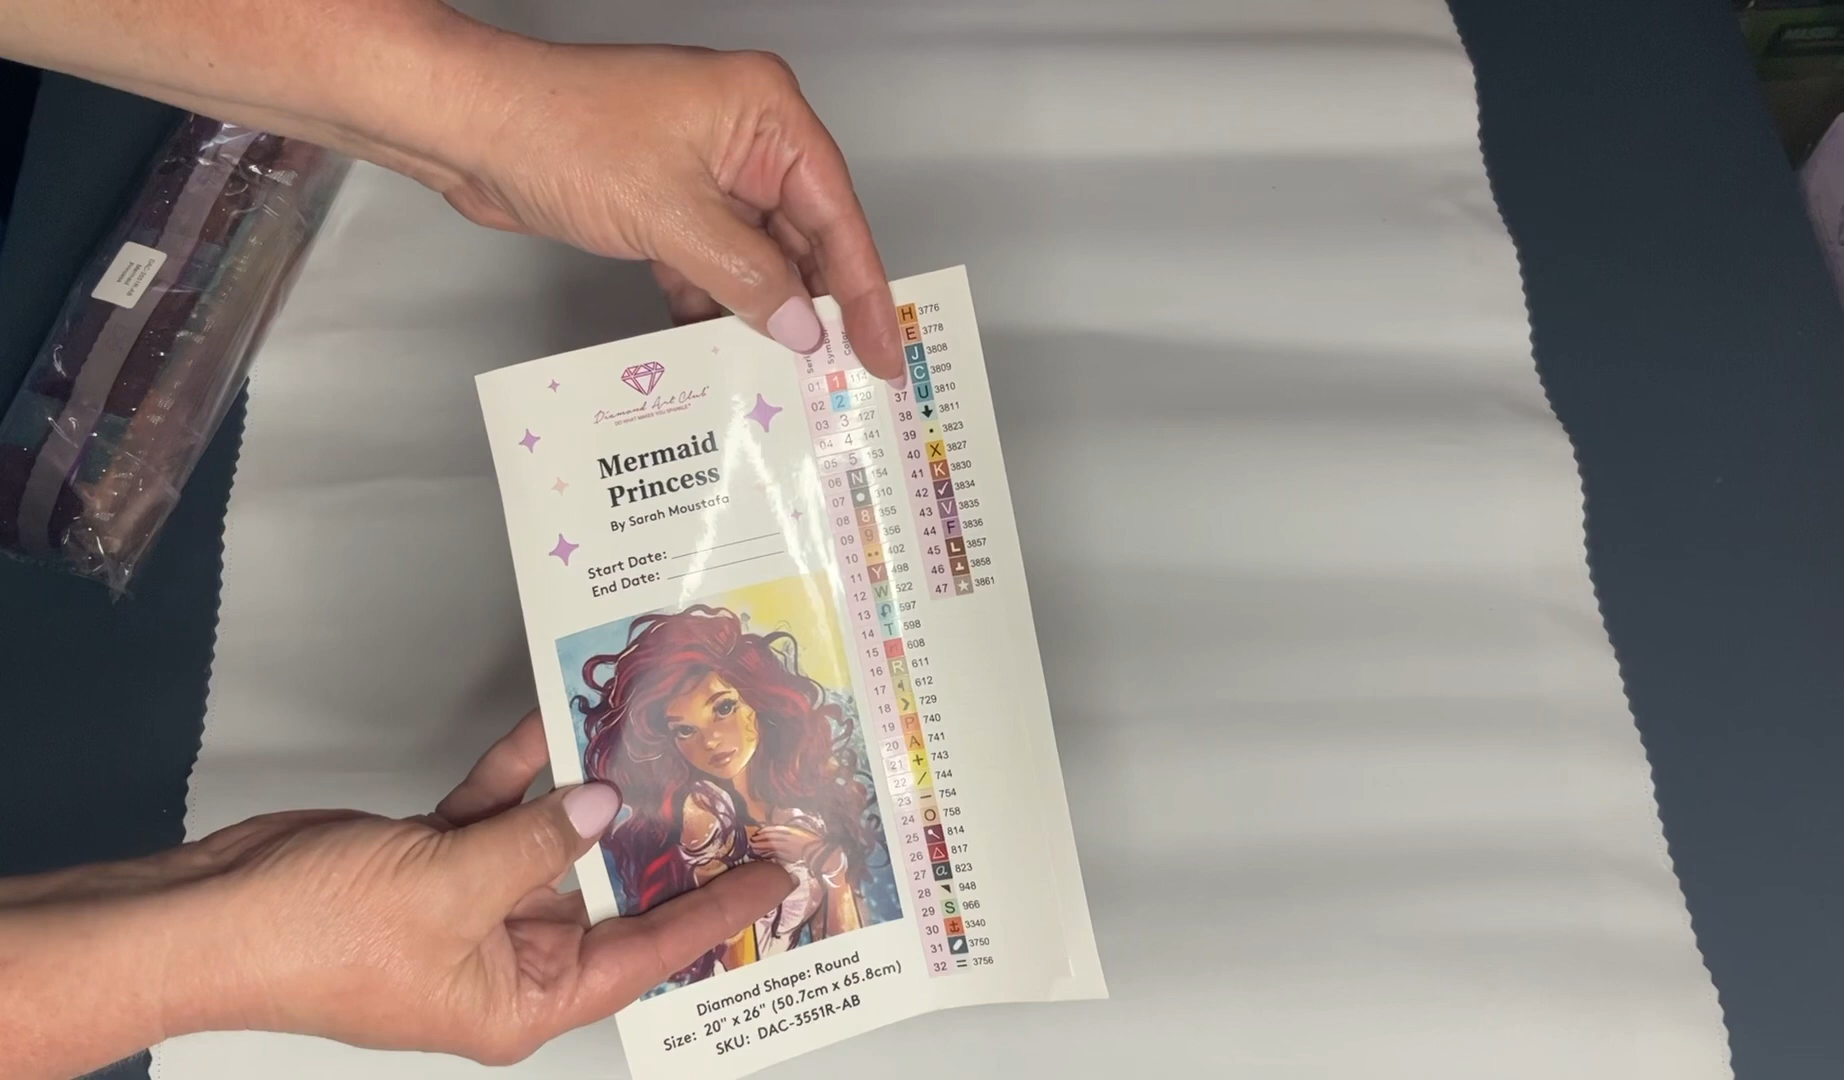 Diamond Art Club
DO WHAT MAKES YOU SPARKLE
Mermaid
Princess
By Sarah Moustafa
Start Date:
End Date:
Diamond Shape: Round
Size: 20" x 26" (50.7cm x 65.8cm)
SKU: DAC-3551R-AB
Symbol
01 1
02 2 120
03 3 127
04 4 141
05 5 153
06 N 154
07 310
08 8 355
09 9 356
10 402
11 Y 498
12 W 522
13 597
14 T 598
15 608
16 R 611
17 612
18 729
19 P 740
20 A 741
21 + 743
22 / 744
23 – 754
24 O 758
25 814
26 △ 817
27 a 823
28 948
29 S 966
30 3340
31 3750
32 = 3756
H 3776
E 3778
J 3808
C 3809
37 U 3810
38 3811
39 • 3823
40 X 3827
41 K 3830
42 ✓ 3834
43 V 3835
44 F 3836
45 L 3857
46 3858
47 ★ 3861